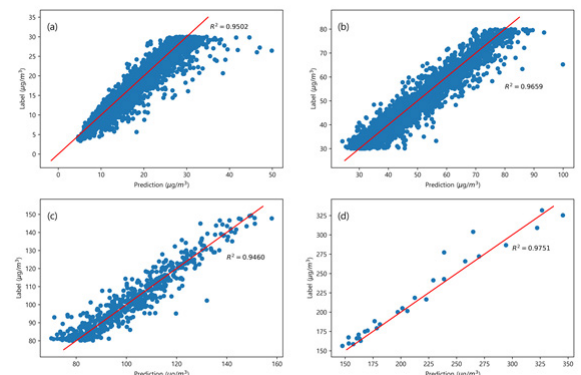 (a)
R² = 0.9502
Label (μg/m³)
35
30
25
20
15
10
5
0
0 10 20 30 40 50
Prediction (μg/m³)
(b)
R² = 0.9659
Label (μg/m³)
80
70
60
50
40
30
30 40 50 60 70 80 90 100
Prediction (μg/m³)
(c)
R² = 0.9460
Label (μg/m³)
150
140
130
120
110
100
90
80
80 100 120 140 160
Prediction (μg/m³)
(d)
R² = 0.9751
Label (μg/m³)
325
300
275
250
225
200
175
150
150 175 200 225 250 275 300 325 350
Prediction (μg/m³)